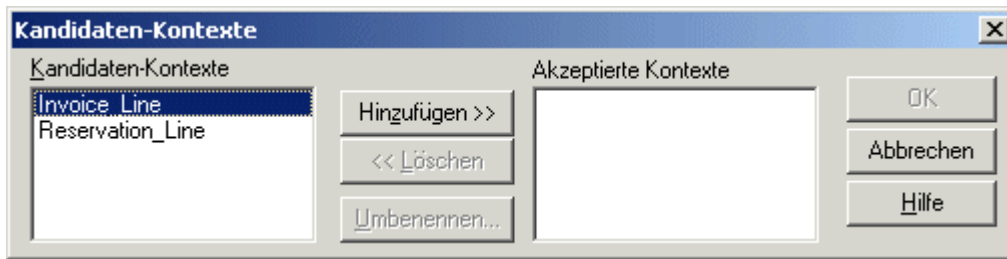 Kandidaten-Kontexte
Kandidaten-Kontexte
Invoice_Line
Reservation_Line
Hinzufügen >>
<< Löschen
Umbenennen...
Akzeptierte Kontexte
OK
Abbrechen
Hilfe